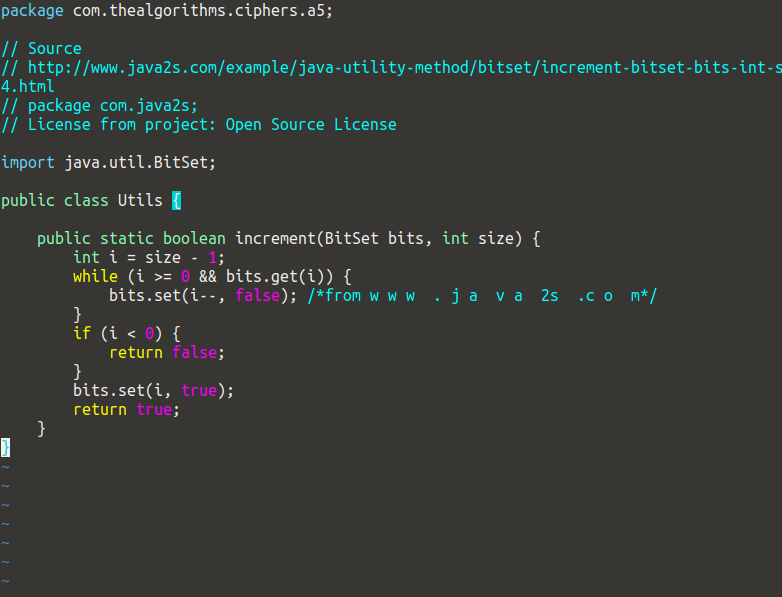 package com.thealgorithms.ciphers.a5;
// Source
// http://www.java2s.com/example/java-utility-method/bitset/increment-bitset-bits-int-s
4.html
// package com.java2s;
// License from project: Open Source License
import java.util.BitSet;
public class Utils {
    public static boolean increment(BitSet bits, int size) {
        int i = size - 1;
        while (i >= 0 && bits.get(i)) {
            bits.set(i--, false); /*from w w w  . j a  v a  2s  .c o  m*/
        }
        if (i < 0) {
            return false;
        }
        bits.set(i, true);
        return true;
    }
}
~
~
~
~
~
~
~